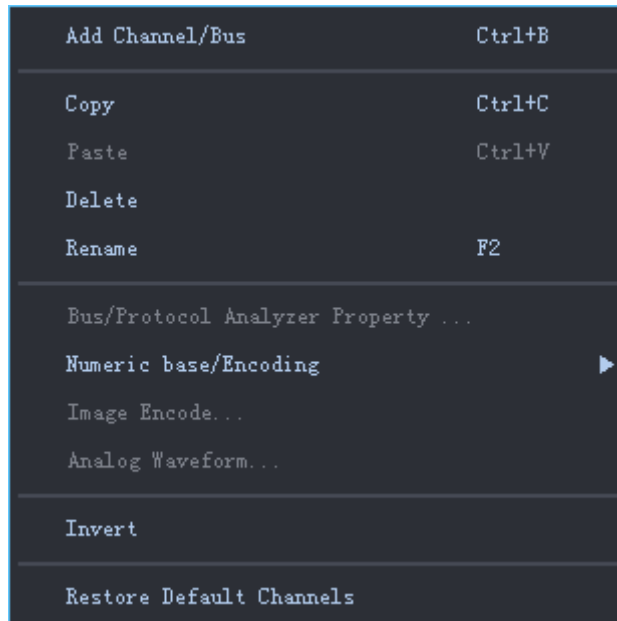 Add Channel/Bus Ctrl+B
Copy Ctrl+C
Paste Ctrl+V
Delete
Rename F2
Bus/Protocol Analyzer Property ...
Numeric base/Encoding
Image Encode...
Analog Waveform...
Invert
Restore Default Channels